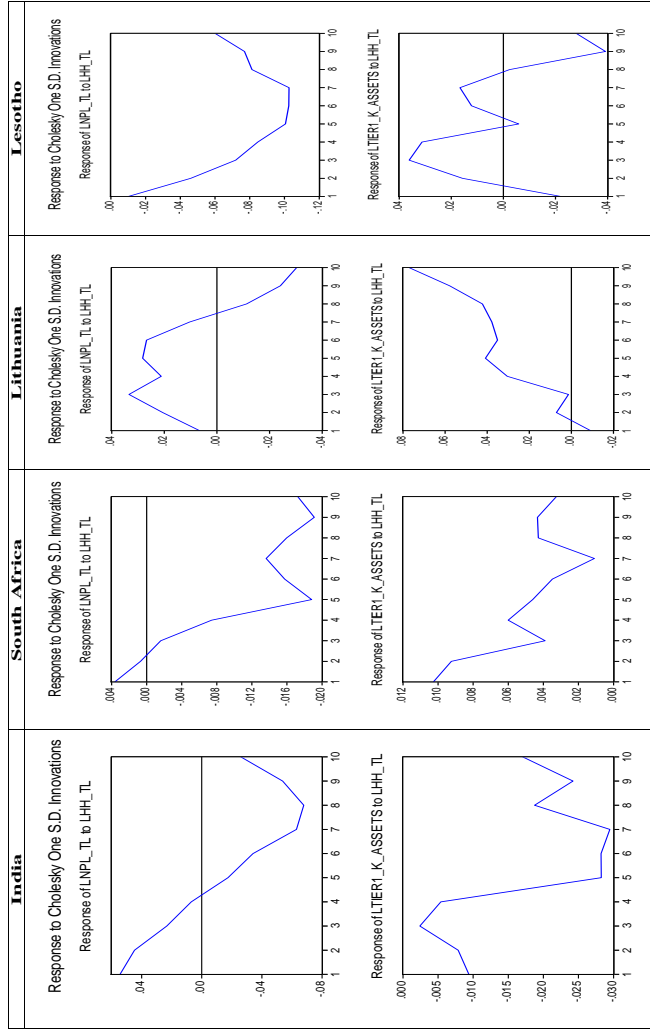 India South Africa Lithuania Lesotho
Response to Cholesky One S.D. Innovations
Response of LNPL_TL to LHH_TL
.04
.00
-.04
-.08
1 2 3 4 5 6 7 8 9 10
Response to Cholesky One S.D. Innovations
Response of LNPL_TL to LHH_TL
.004
.000
-.004
-.008
-.012
-.016
-.020
1 2 3 4 5 6 7 8 9 10
Response to Cholesky One S.D. Innovations
Response of LNPL_TL to LHH_TL
.04
.02
.00
-.02
-.04
1 2 3 4 5 6 7 8 9 10
Response to Cholesky One S.D. Innovations
Response of LNPL_TL to LHH_TL
.00
-.02
-.04
-.06
-.08
-.10
-.12
1 2 3 4 5 6 7 8 9 10
Response of LTIER1_K_ASSETS to LHH_TL
.000
-.005
-.010
-.015
-.020
-.025
-.030
1 2 3 4 5 6 7 8 9 10
Response of LTIER1_K_ASSETS to LHH_TL
.012
.010
.008
.006
.004
.002
.000
1 2 3 4 5 6 7 8 9 10
Response of LTIER1_K_ASSETS to LHH_TL
.08
.06
.04
.02
.00
-.02
1 2 3 4 5 6 7 8 9 10
Response of LTIER1_K_ASSETS to LHH_TL
.04
.02
.00
-.02
-.04
1 2 3 4 5 6 7 8 9 10